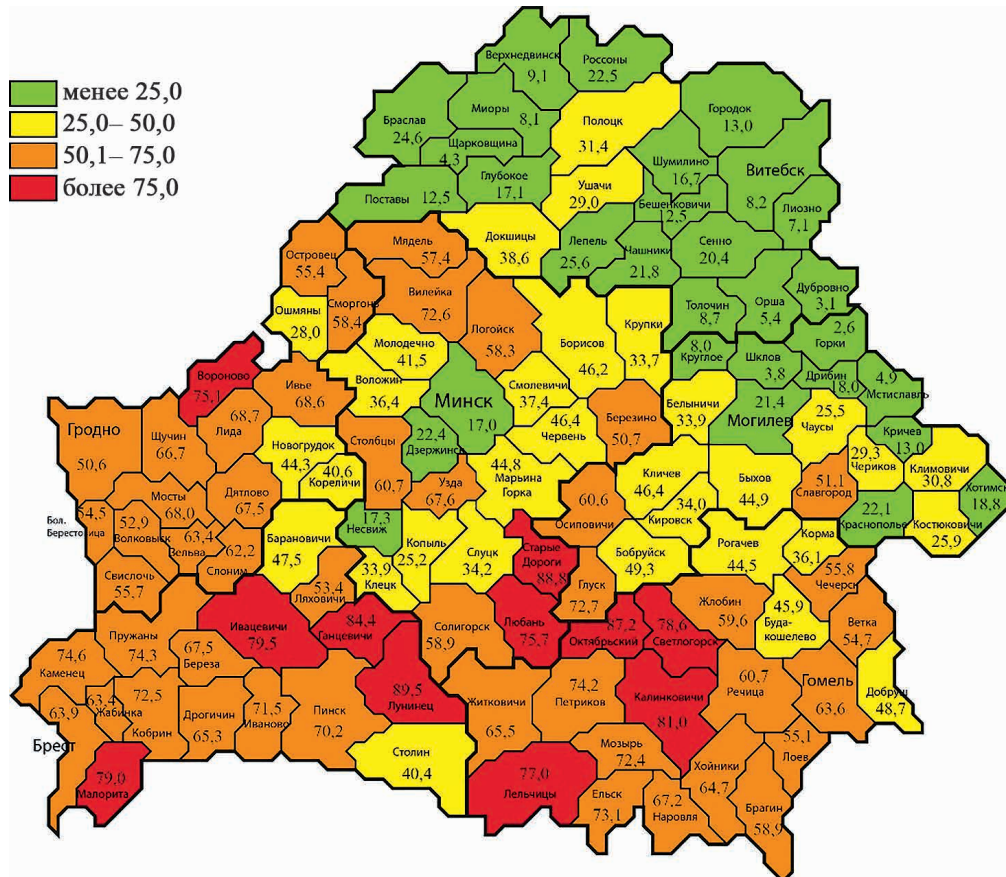 менее 25,0
25,0– 50,0
50,1– 75,0
более 75,0
Верхнедвинск
9,1
Россоны
22,5
Браслав
24,6
Миоры
8,1
Полоцк
31,4
Городок
13,0
Шарковщина
4,3
Глубокое
17,1
Шумилино
16,7
Витебск
8,2
Поставы
12,5
Ушачи
29,0
Бешенковичи
12,5
Лиозно
7,1
Докшицы
38,6
Лепель
25,6
Чашники
21,8
Сенно
20,4
Островец
55,4
Мядель
57,4
Ошмяны
28,0
Сморгонь
58,4
Вилейка
72,6
Логойск
58,3
Борисов
46,2
Крупки
33,7
Толочин
8,7
Орша
5,4
Дубровно
3,1
Молодечно
41,5
8,0
Круглое
Шклов
3,8
2,6
Горки
Дрибин
18,0
4,9
Мстиславль
Вороново
75,1
Ивье
68,6
Воложин
36,4
Минск
17,0
Смолевичи
37,4
46,4
Червень
Березино
50,7
Белыничи
33,9
21,4
Могилев
25,5
Чаусы
Кричев
13,0
Гродно
50,6
Щучин
66,7
68,7
Лида
Новогрудок
44,3
40,6
Кореличи
Столбцы
60,7
22,4
Дзержинск
Узда
67,6
44,8
Марьина
Горка
60,6
Осиповичи
Кличев
46,4
34,0
Кировск
Быхов
44,9
51,1
Славгород
29,3
Чериков
Климовичи
30,8
Хотимск
18,8
22,1
Краснополье
Костюковичи
25,9
64,5
Бол.
Берестовица
Мосты
68,0
Дятлово
67,5
52,9
Волковыск
63,4
Зельва
62,2
Слоним
Свислочь
55,7
Барановичи
47,5
17,3
Несвиж
33,9
Клецк
Копыль
25,2
Слуцк
34,2
Старые
Дороги
88,8
Глуск
72,7
Бобруйск
49,3
Рогачев
44,5
Корма
36,1
55,8
Чечерск
53,4
Ляховичи
Ивацевичи
79,5
84,4
Ганцевичи
Солигорск
58,9
Любань
75,7
87,2
Октябрьский
78,6
Светлогорск
Жлобин
59,6
45,9
Буда-
кошелево
Ветка
54,7
Пружаны
74,3
74,6
Каменец
67,5
Береза
89,5
Лунинец
Житковичи
65,5
74,2
Петриков
Калинковичи
81,0
60,7
Речица
Гомель
63,6
Добруш
48,7
63,9
Брест
63,4
Жабинка
72,5
Кобрин
Дрогичин
65,3
71,5
Иваново
Пинск
70,2
Столин
40,4
79,0
Малорита
77,0
Лельчицы
Мозырь
72,4
Ельск
73,1
67,2
Наровля
Хойники
64,7
55,1
Лоев
Брагин
58,9